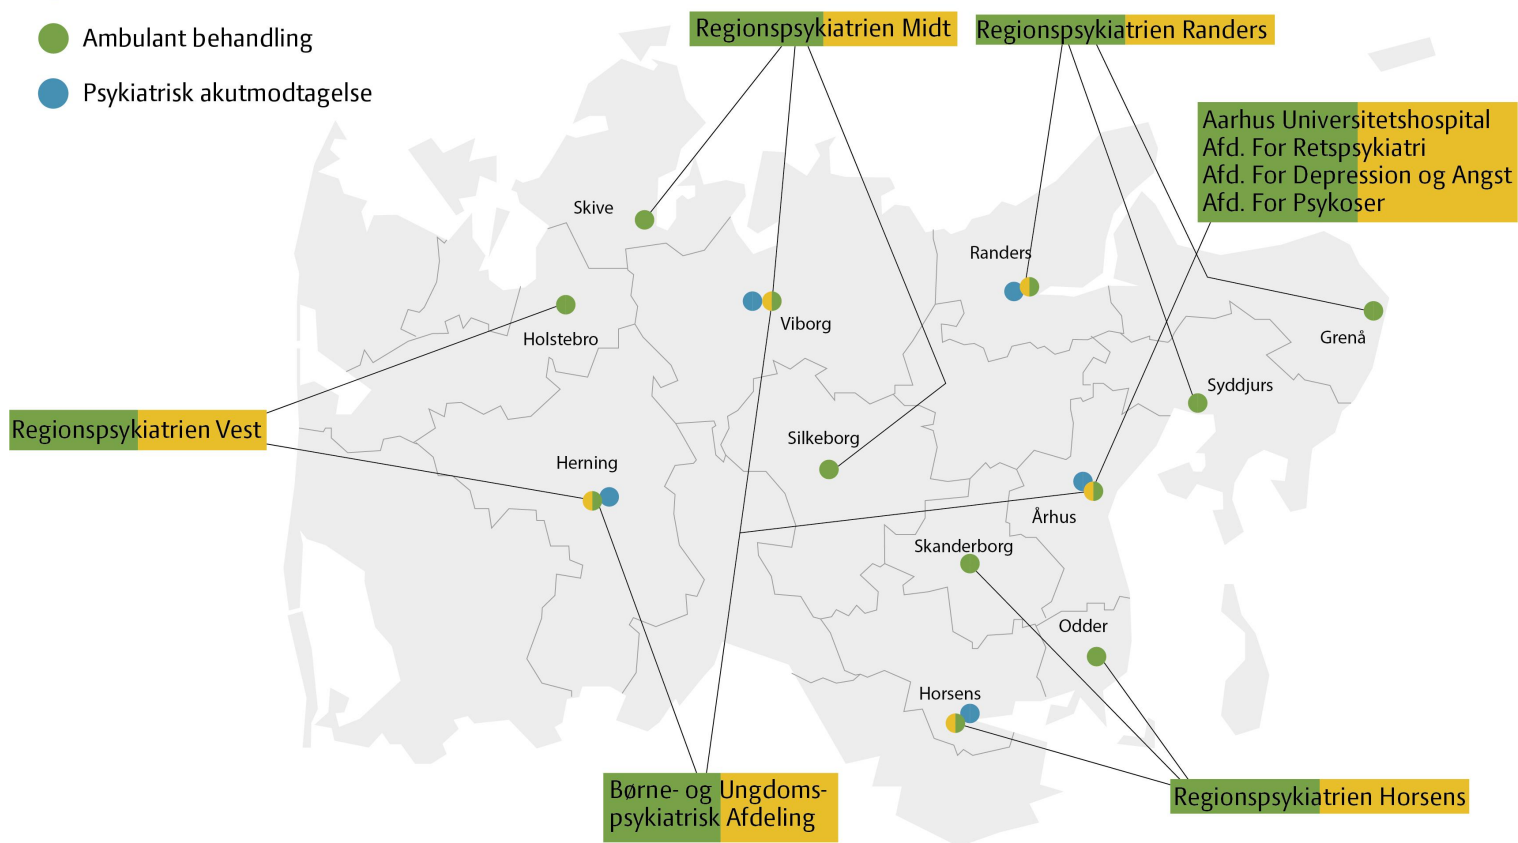 Ambulant behandling
Psykiatrisk akutmodtagelse
Regionspsykiatrien Midt
Regionspsykiatrien Randers
Aarhus Universitetshospital
Afd. For Retspsykiatri
Afd. For Depression og Angst
Afd. For Psykoser
Skive
Randers
Holstebro
Viborg
Grenå
Syddjurs
Regionspsykiatrien Vest
Silkeborg
Herning
Århus
Skanderborg
Odder
Horsens
Børne- og Ungdoms-
psykiatrisk Afdeling
Regionspsykiatrien Horsens